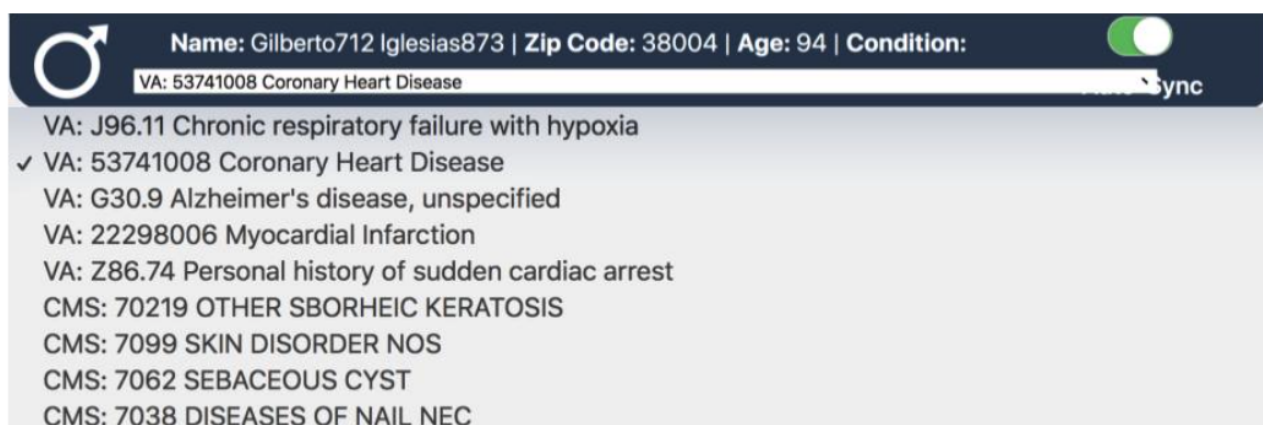 Name: Gilberto712 Iglesias873 | Zip Code: 38004 | Age: 94 | Condition:
VA: 53741008 Coronary Heart Disease
Sync
VA: J96.11 Chronic respiratory failure with hypoxia
✓ VA: 53741008 Coronary Heart Disease
VA: G30.9 Alzheimer's disease, unspecified
VA: 22298006 Myocardial Infarction
VA: Z86.74 Personal history of sudden cardiac arrest
CMS: 70219 OTHER SBORHEIC KERATOSIS
CMS: 7099 SKIN DISORDER NOS
CMS: 7062 SEBACEOUS CYST
CMS: 7038 DISEASES OF NAIL NEC